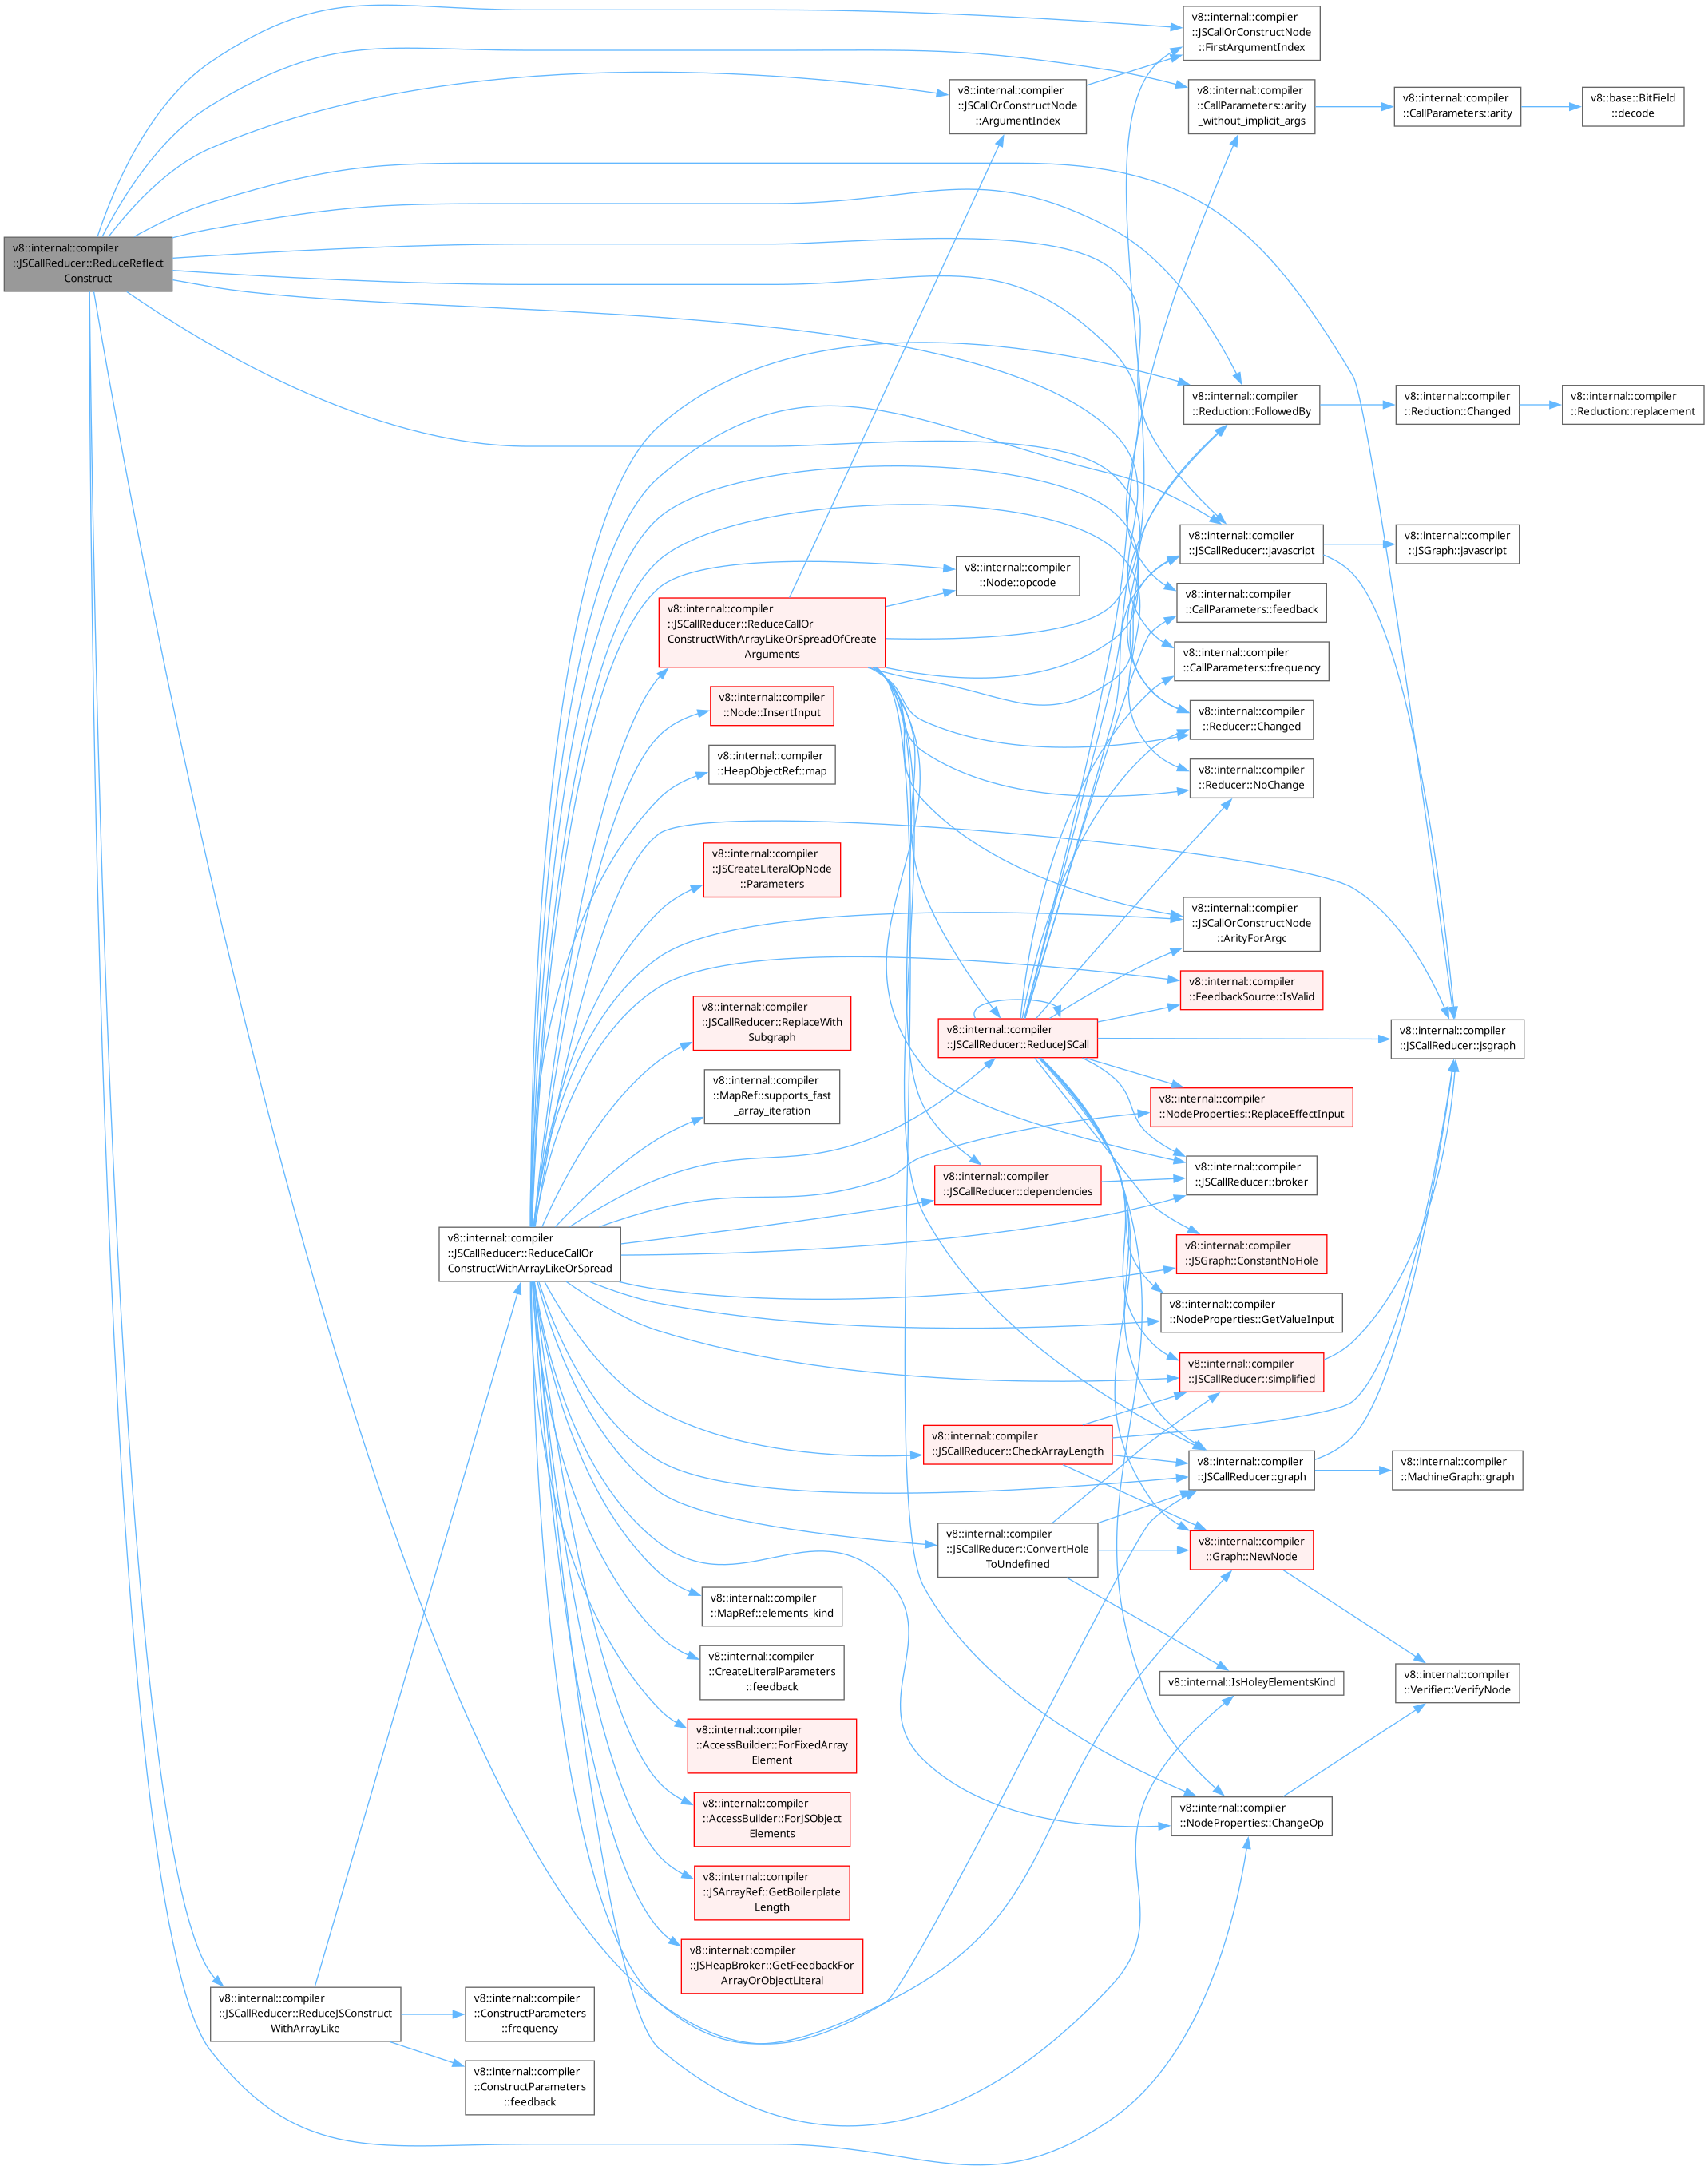 v8::internal::compiler
::JSCallReducer::ReduceReflect
Construct
v8::internal::compiler
::JSCallReducer::ReduceJSConstruct
WithArrayLike
v8::internal::compiler
::JSCallReducer::ReduceCallOr
ConstructWithArrayLikeOrSpread
v8::internal::compiler
::ConstructParameters
::frequency
v8::internal::compiler
::ConstructParameters
::feedback
v8::internal::compiler
::JSCallReducer::ReduceCallOr
ConstructWithArrayLikeOrSpreadOfCreate
Arguments
v8::internal::compiler
::Node::InsertInput
v8::internal::compiler
::HeapObjectRef::map
v8::internal::compiler
::JSCreateLiteralOpNode
::Parameters
v8::internal::compiler
::JSCallReducer::ReplaceWith
Subgraph
v8::internal::compiler
::MapRef::supports_fast
_array_iteration
v8::internal::compiler
::MapRef::elements_kind
v8::internal::compiler
::CreateLiteralParameters
::feedback
v8::internal::compiler
::AccessBuilder::ForFixedArray
Element
v8::internal::compiler
::AccessBuilder::ForJSObject
Elements
v8::internal::compiler
::JSArrayRef::GetBoilerplate
Length
v8::internal::compiler
::JSHeapBroker::GetFeedbackFor
ArrayOrObjectLiteral
v8::internal::compiler
::JSCallOrConstructNode
::ArgumentIndex
v8::internal::compiler
::Node::opcode
v8::internal::compiler
::JSCallReducer::ReduceJSCall
v8::internal::compiler
::JSCallReducer::dependencies
v8::internal::compiler
::JSCallReducer::CheckArrayLength
v8::internal::compiler
::JSCallReducer::ConvertHole
ToUndefined
v8::internal::compiler
::JSCallOrConstructNode
::FirstArgumentIndex
v8::internal::compiler
::CallParameters::arity
_without_implicit_args
v8::internal::compiler
::Reduction::FollowedBy
v8::internal::compiler
::JSCallReducer::javascript
v8::internal::compiler
::CallParameters::feedback
v8::internal::compiler
::CallParameters::frequency
v8::internal::compiler
::Reducer::Changed
v8::internal::compiler
::Reducer::NoChange
v8::internal::compiler
::JSCallOrConstructNode
::ArityForArgc
v8::internal::compiler
::FeedbackSource::IsValid
v8::internal::compiler
::NodeProperties::ReplaceEffectInput
v8::internal::compiler
::JSCallReducer::broker
v8::internal::compiler
::JSGraph::ConstantNoHole
v8::internal::compiler
::NodeProperties::GetValueInput
v8::internal::compiler
::JSCallReducer::simplified
v8::internal::compiler
::JSCallReducer::graph
v8::internal::compiler
::Graph::NewNode
v8::internal::IsHoleyElementsKind
v8::internal::compiler
::NodeProperties::ChangeOp
v8::internal::compiler
::CallParameters::arity
v8::internal::compiler
::Reduction::Changed
v8::internal::compiler
::JSGraph::javascript
v8::internal::compiler
::JSCallReducer::jsgraph
v8::internal::compiler
::MachineGraph::graph
v8::internal::compiler
::Verifier::VerifyNode
v8::base::BitField
::decode
v8::internal::compiler
::Reduction::replacement